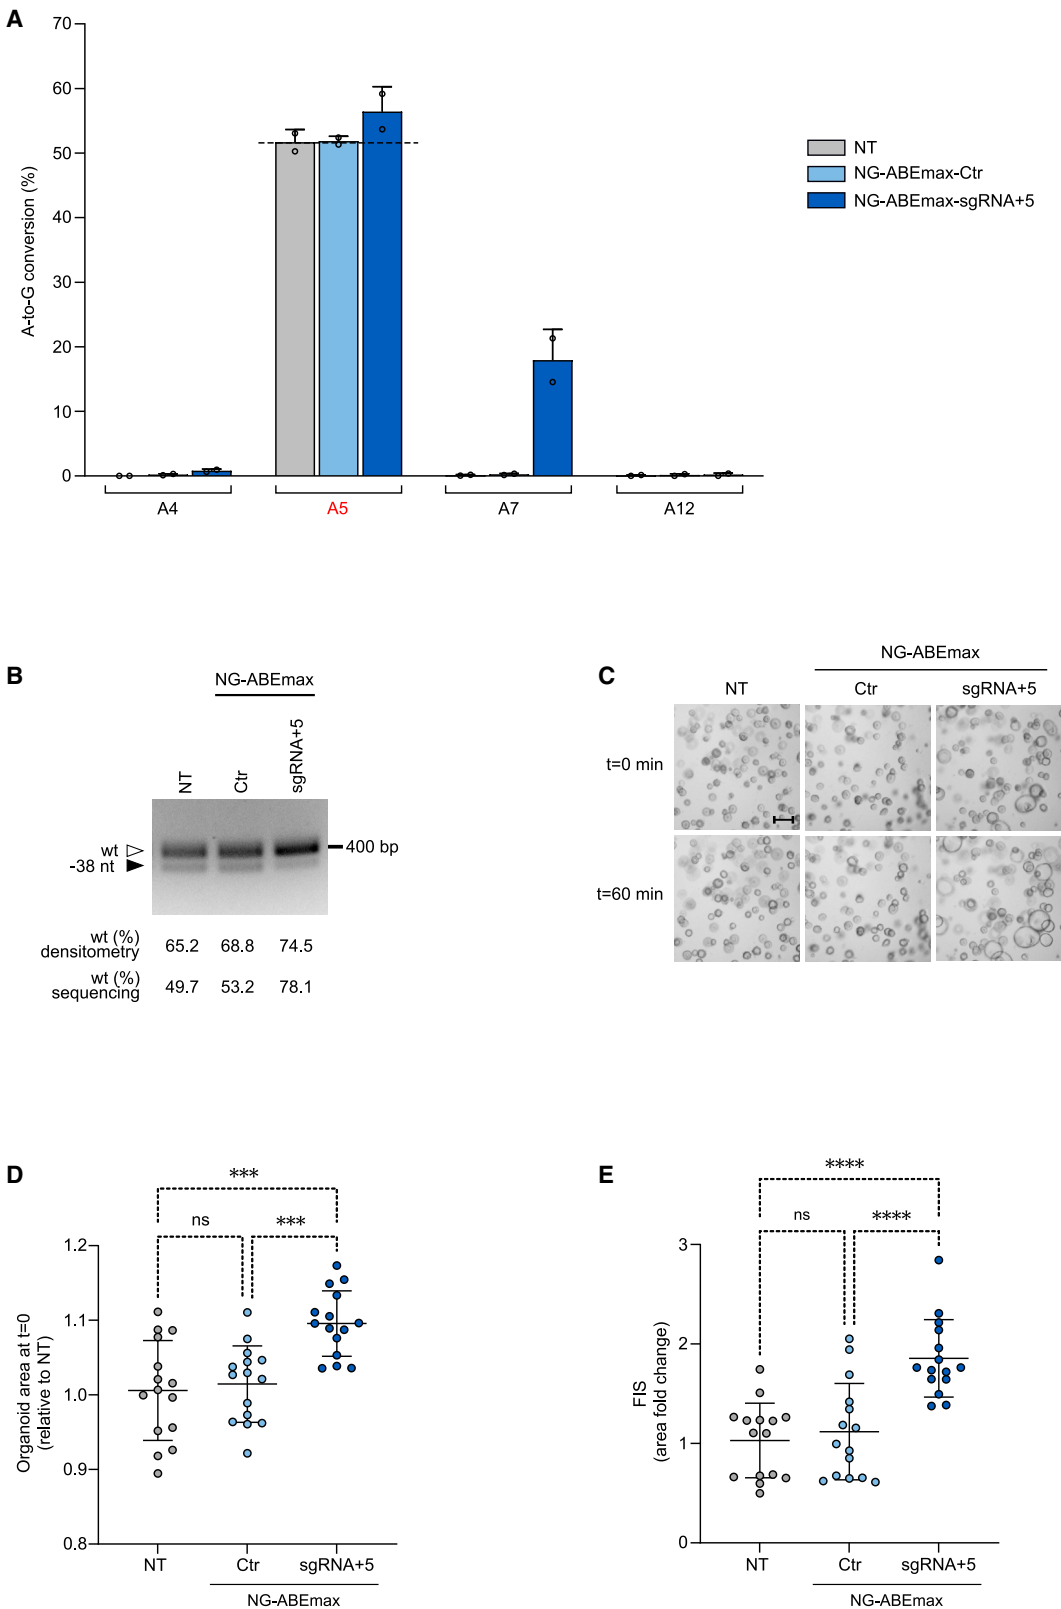 A
70
60
50
40
30
20
10
0
A-to-G conversion (%)
A4
A5
A7
A12
NT
NG-ABEmax-Ctr
NG-ABEmax-sgRNA+5
B
NG-ABEmax
NT
Ctr
sgRNA+5
wt
-38 nt
400 bp
wt (%)
densitometry
65.2 68.8 74.5
wt (%)
sequencing
49.7 53.2 78.1
C
NG-ABEmax
NT Ctr sgRNA+5
t=0 min
t=60 min
D
***
ns
***
1.2
1.1
1.0
0.9
0.8
Organoid area at t=0
(relative to NT)
NT Ctr sgRNA+5
NG-ABEmax
E
****
ns
****
3
2
1
0
FIS
(area fold change)
NT Ctr sgRNA+5
NG-ABEmax